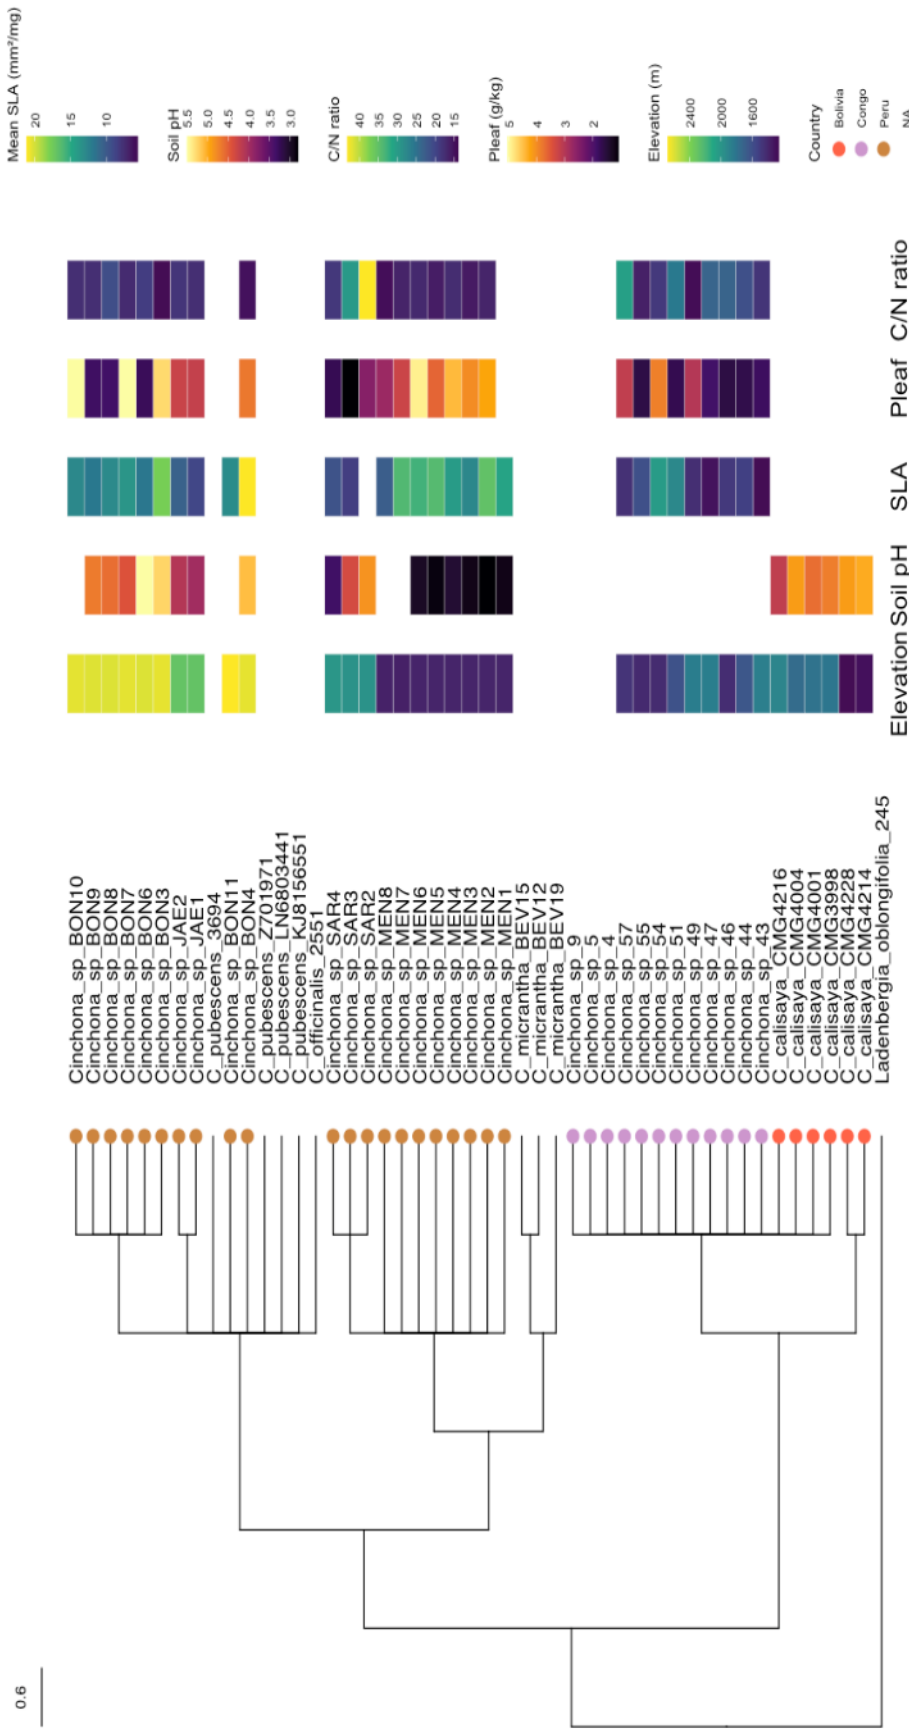 0.6
Cinchona_sp_BON10
Cinchona_sp_BON9
Cinchona_sp_BON8
Cinchona_sp_BON7
Cinchona_sp_BON6
Cinchona_sp_BON3
Cinchona_sp_JAE2
Cinchona_sp_JAE1
C_pubescens_3694
Cinchona_sp_BON11
Cinchona_sp_BON4
C_pubescens_Z701971
C_pubescens_LN6803441
C_pubescens_KJ8156551
C_officinalis_2551
Cinchona_sp_SAR4
Cinchona_sp_SAR3
Cinchona_sp_SAR2
Cinchona_sp_MEN8
Cinchona_sp_MEN7
Cinchona_sp_MEN6
Cinchona_sp_MEN5
Cinchona_sp_MEN4
Cinchona_sp_MEN3
Cinchona_sp_MEN2
Cinchona_sp_MEN1
C_micrantha_BEV15
C_micrantha_BEV12
C_micrantha_BEV19
Cinchona_sp_9
Cinchona_sp_5
Cinchona_sp_4
Cinchona_sp_57
Cinchona_sp_55
Cinchona_sp_54
Cinchona_sp_51
Cinchona_sp_49
Cinchona_sp_47
Cinchona_sp_46
Cinchona_sp_44
Cinchona_sp_43
C_calisaya_CMG4216
C_calisaya_CMG4004
C_calisaya_CMG4001
C_calisaya_CMG3998
C_calisaya_CMG4228
C_calisaya_CMG4214
Ladenbergia_oblongifolia_245
Elevation Soil pH SLA Pleaf C/N ratio
Mean SLA (mm²/mg)
20
15
10
Soil pH
5.5
5.0
4.5
4.0
3.5
3.0
C/N ratio
40
35
30
25
20
15
Pleaf (g/kg)
5
4
3
2
Elevation (m)
2400
2000
1600
Country
Bolivia
Congo
Peru
NA